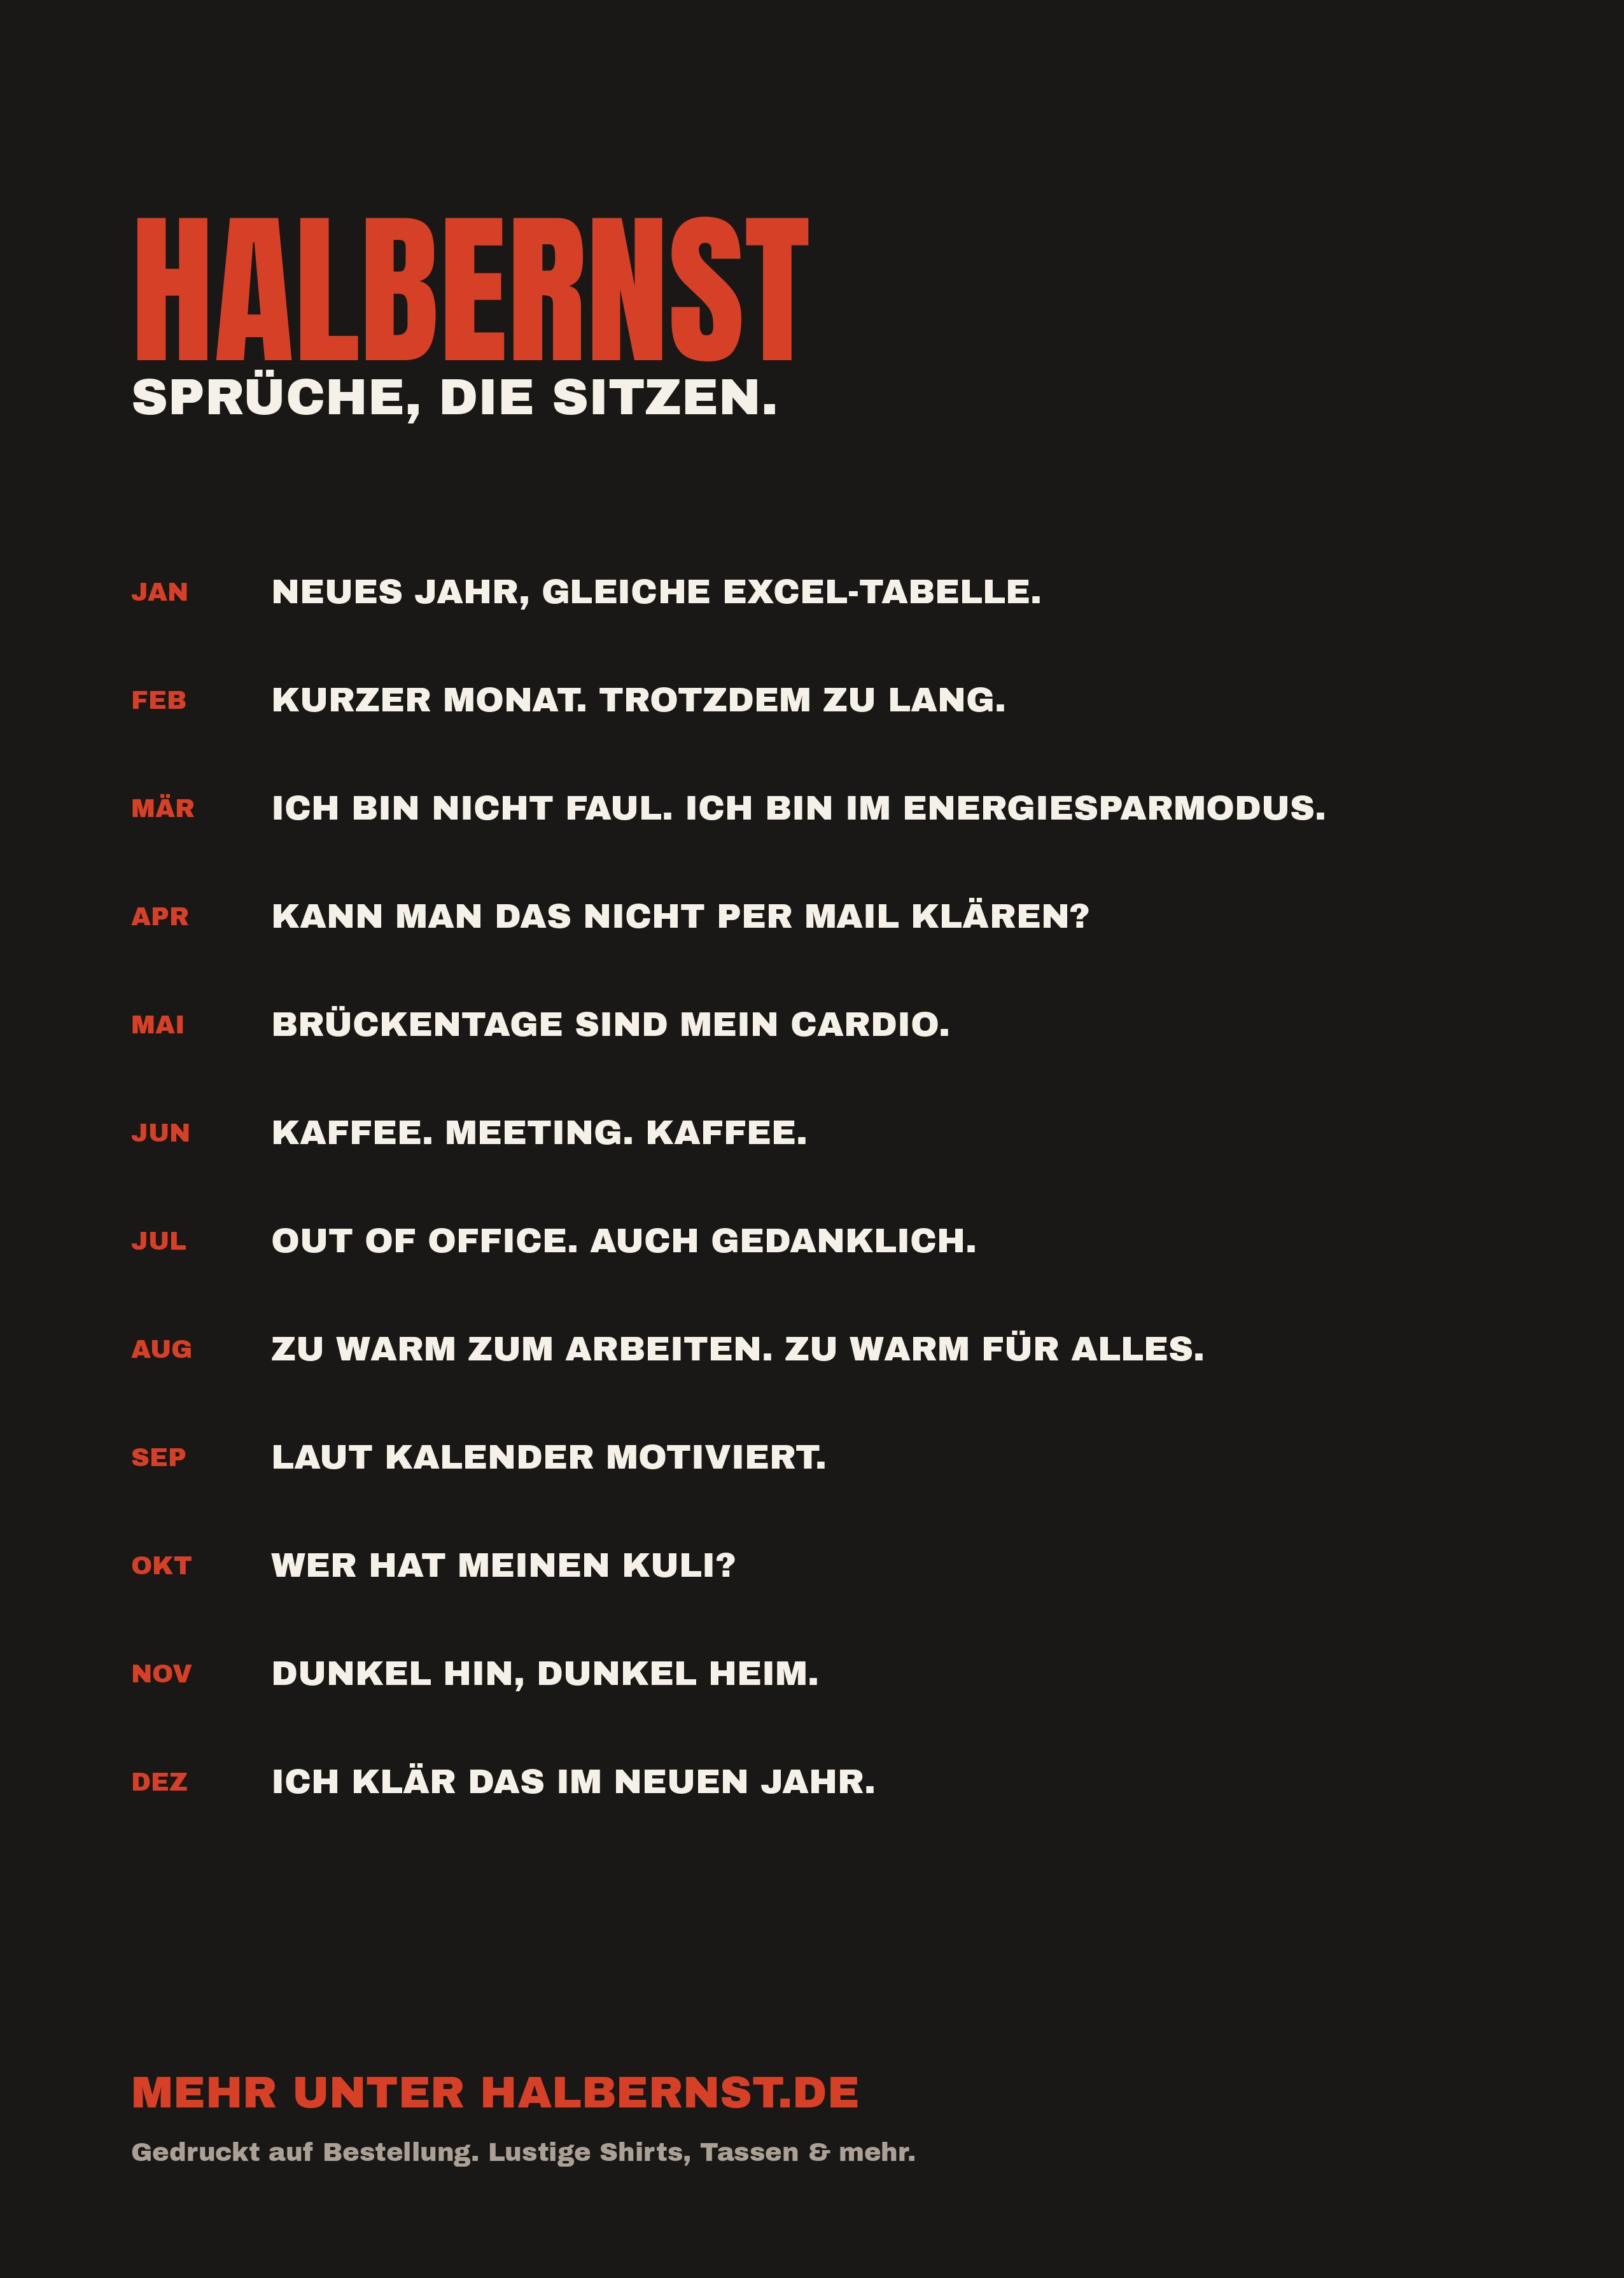 HALBERNST
SPRÜCHE, DIE SITZEN.
JAN NEUES JAHR, GLEICHE EXCEL-TABELLE.
FEB KURZER MONAT. TROTZDEM ZU LANG.
MÄR ICH BIN NICHT FAUL. ICH BIN IM ENERGIESPARMODUS.
APR KANN MAN DAS NICHT PER MAIL KLÄREN?
MAI BRÜCKENTAGE SIND MEIN CARDIO.
JUN KAFFEE. MEETING. KAFFEE.
JUL OUT OF OFFICE. AUCH GEDANKLICH.
AUG ZU WARM ZUM ARBEITEN. ZU WARM FÜR ALLES.
SEP LAUT KALENDER MOTIVIERT.
OKT WER HAT MEINEN KULI?
NOV DUNKEL HIN, DUNKEL HEIM.
DEZ ICH KLÄR DAS IM NEUEN JAHR.
MEHR UNTER HALBERNST.DE
Gedruckt auf Bestellung. Lustige Shirts, Tassen & mehr.